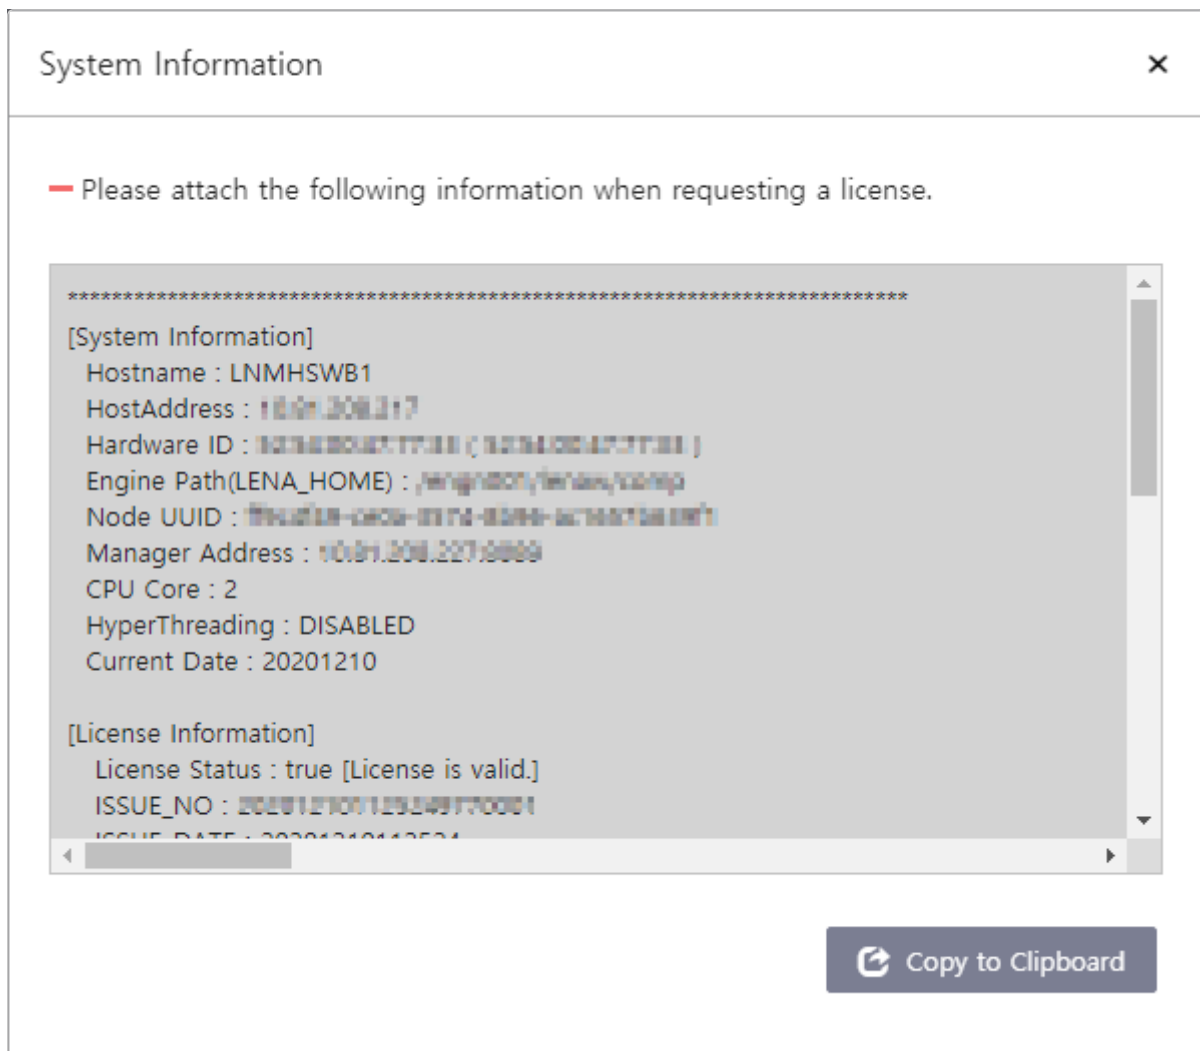 System Information
Please attach the following information when requesting a license.
****************************************************************************
[System Information]
Hostname : LNMHSWB1
HostAddress :
Hardware ID :
Engine Path(LENA_HOME) :
Node UUID :
Manager Address :
CPU Core : 2
HyperThreading : DISABLED
Current Date : 20201210
[License Information]
License Status : true [License is valid.]
ISSUE_NO :
Copy to Clipboard